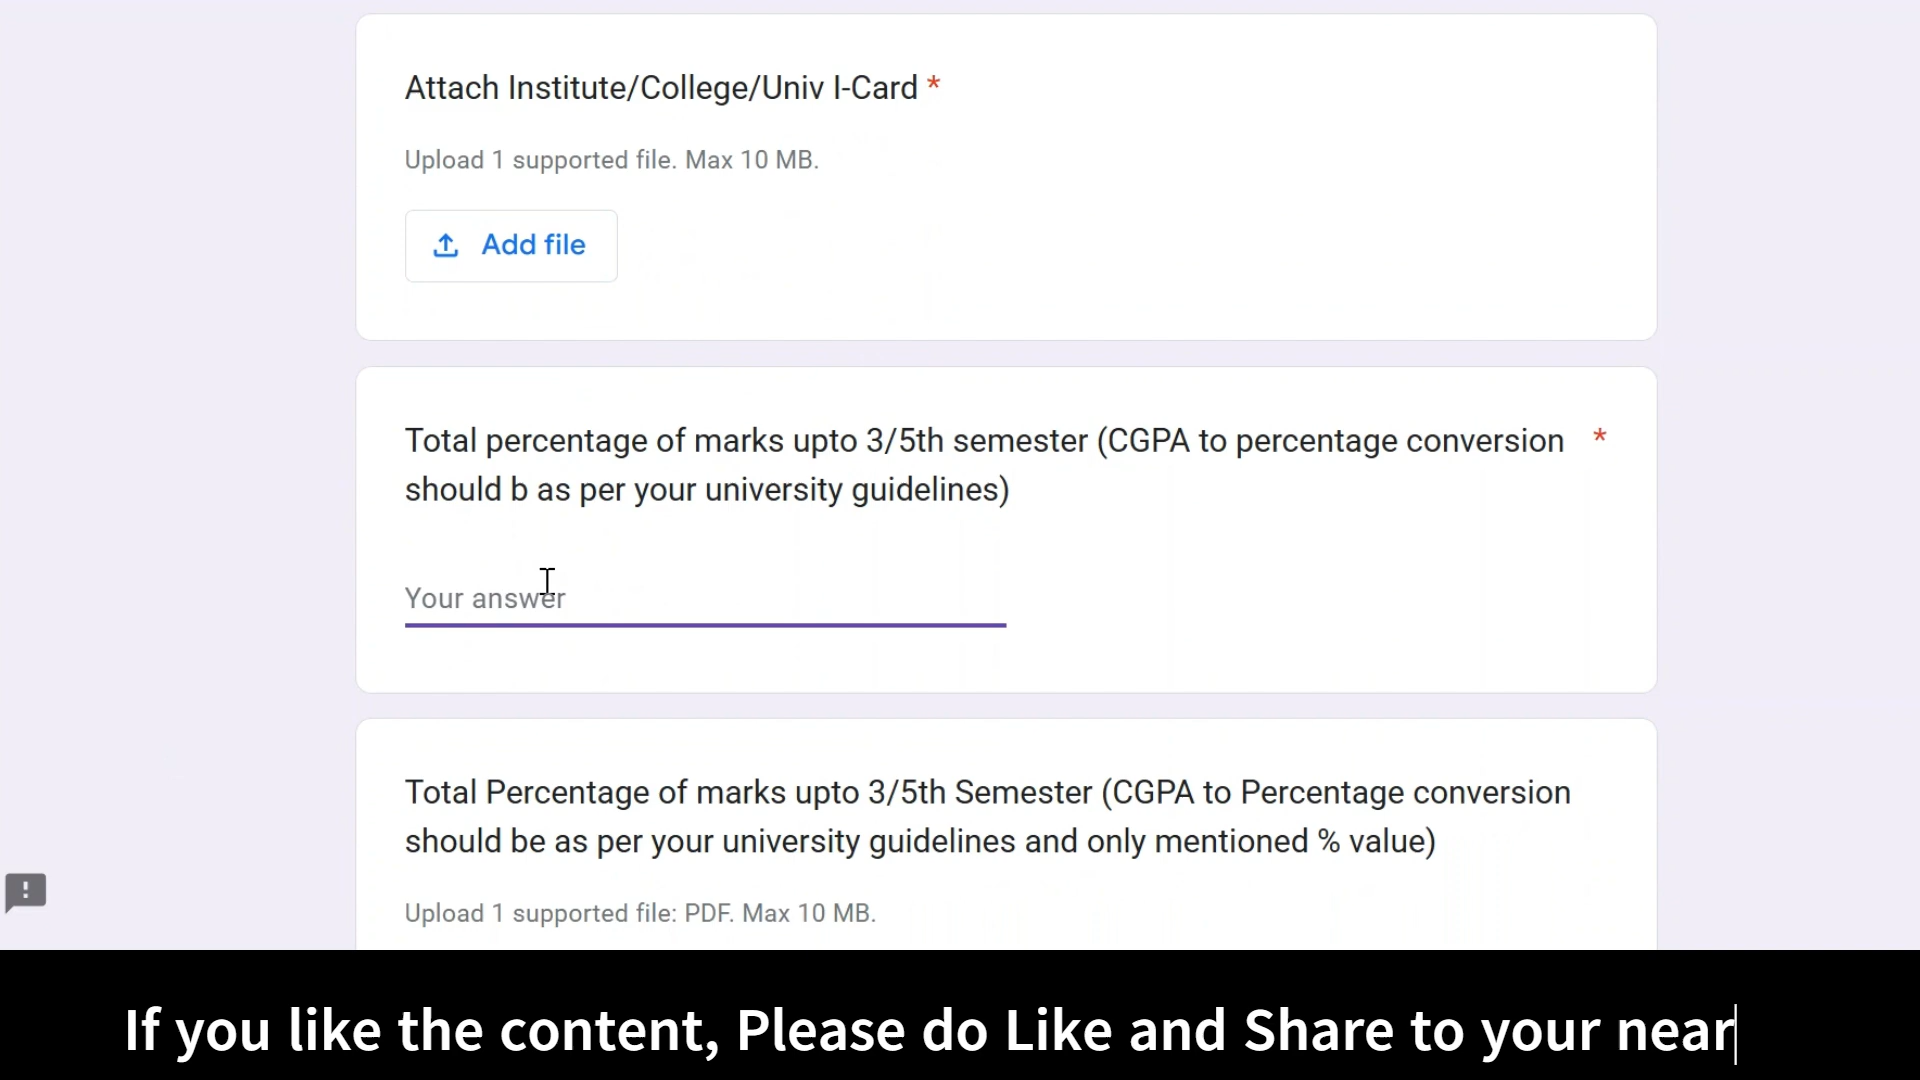 Attach Institute/College/Univ I-Card *
Upload 1 supported file. Max 10 MB.
Add file
Total percentage of marks upto 3/5th semester (CGPA to percentage conversion *
should b as per your university guidelines)
Your answer
Total Percentage of marks upto 3/5th Semester (CGPA to Percentage conversion
should be as per your university guidelines and only mentioned % value)
Upload 1 supported file: PDF. Max 10 MB.
If you like the content, Please do Like and Share to your near